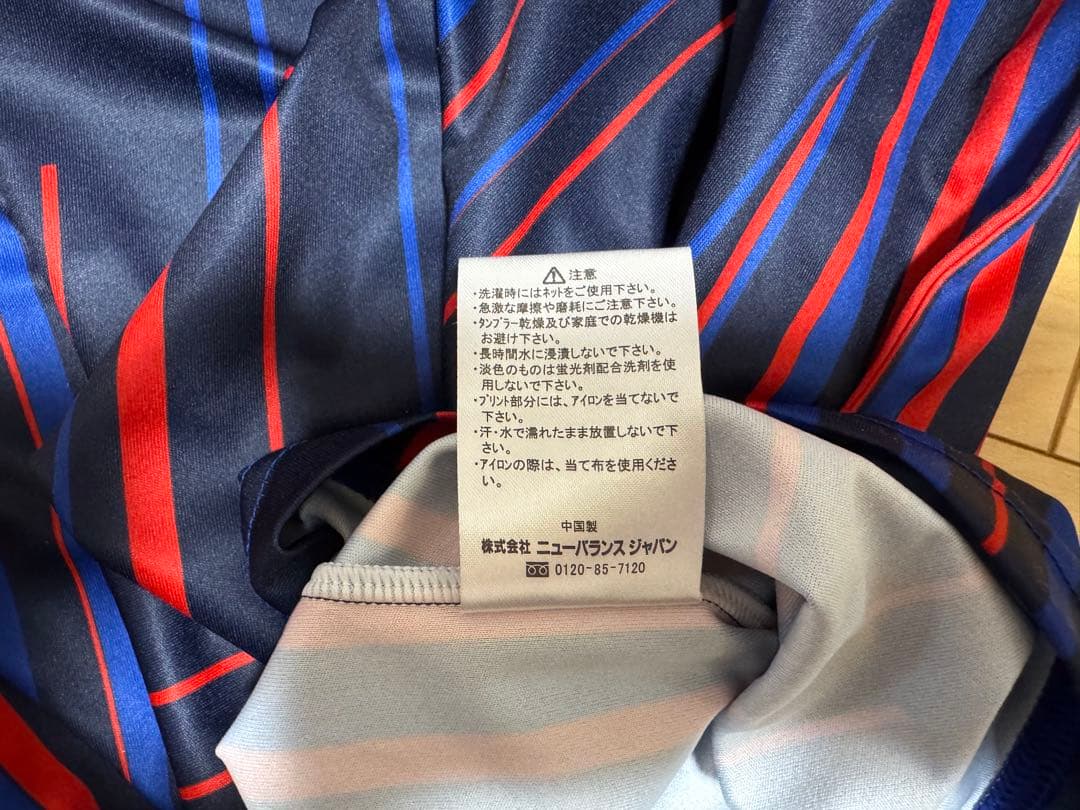 ⚠注意
・洗濯時にはネットをご使用下さい。
・急激な摩擦や磨耗にご注意下さい。
・タンブラー乾燥及び家庭での乾燥機は
お避け下さい。
・長時間水に浸漬しないで下さい。
・淡色のものは蛍光剤配合洗剤を使
用しないで下さい。
・プリント部分には、アイロンを当てないで
下さい。
・汗・水で濡れたまま放置しないで下
さい。
・アイロンの際は、当て布を使用くださ
い。
中国製
株式会社 ニューバランス ジャパン
0120-85-7120